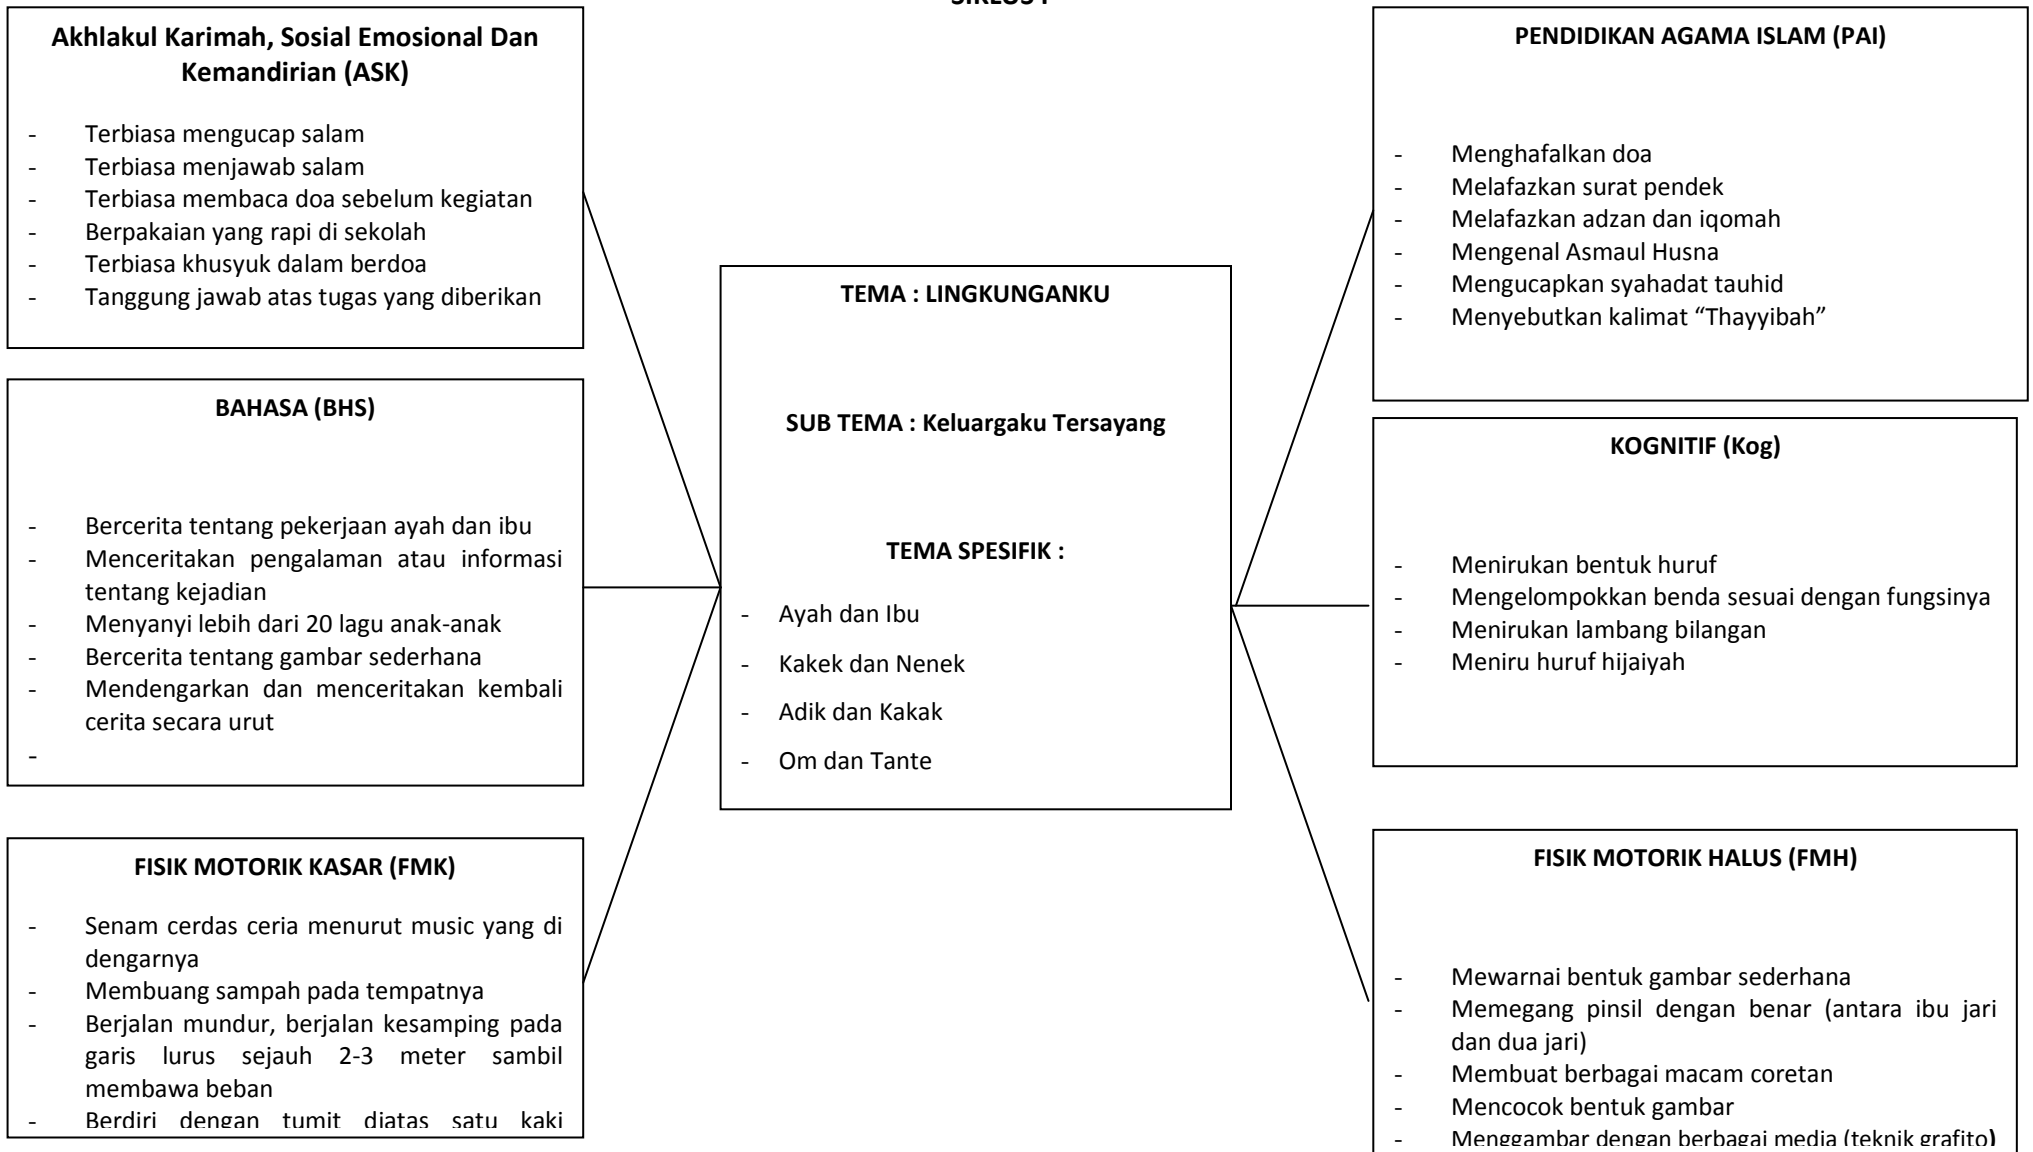 SIKLUS I
Akhlakul Karimah, Sosial Emosional Dan
Kemandirian (ASK)
- Terbiasa mengucap salam
- Terbiasa menjawab salam
- Terbiasa membaca doa sebelum kegiatan
- Berpakaian yang rapi di sekolah
- Terbiasa khusyuk dalam berdoa
- Tanggung jawab atas tugas yang diberikan
BAHASA (BHS)
- Bercerita tentang pekerjaan ayah dan ibu
- Menceritakan pengalaman atau informasi
tentang kejadian
- Menyanyi lebih dari 20 lagu anak-anak
- Bercerita tentang gambar sederhana
- Mendengarkan dan menceritakan kembali
cerita secara urut
-
FISIK MOTORIK KASAR (FMK)
- Senam cerdas ceria menurut music yang di
dengarnya
- Membuang sampah pada tempatnya
- Berjalan mundur, berjalan kesamping pada
garis lurus sejauh 2-3 meter sambil
membawa beban
- Berdiri dengan tumit diatas satu kaki
TEMA : LINGKUNGANKU
SUB TEMA : Keluargaku Tersayang
TEMA SPESIFIK :
- Ayah dan Ibu
- Kakek dan Nenek
- Adik dan Kakak
- Om dan Tante
PENDIDIKAN AGAMA ISLAM (PAI)
- Menghafalkan doa
- Melafazkan surat pendek
- Melafazkan adzan dan iqomah
- Mengenal Asmaul Husna
- Mengucapkan syahadat tauhid
- Menyebutkan kalimat “Thayyibah”
KOGNITIF (Kog)
- Menirukan bentuk huruf
- Mengelompokkan benda sesuai dengan fungsinya
- Menirukan lambang bilangan
- Meniru huruf hijaiyah
FISIK MOTORIK HALUS (FMH)
- Mewarnai bentuk gambar sederhana
- Memegang pinsil dengan benar (antara ibu jari
dan dua jari)
- Membuat berbagai macam coretan
- Mencocok bentuk gambar
- Menggambar dengan berbagai media (teknik grafito)